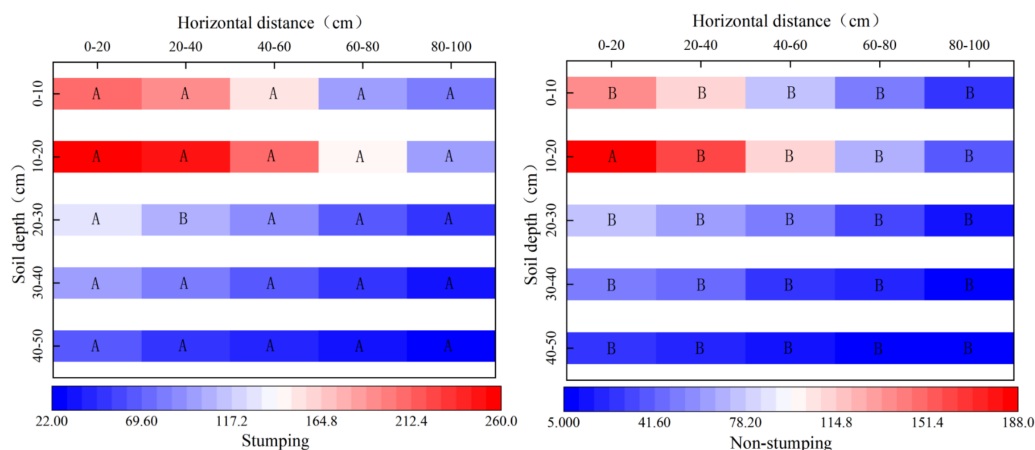 Horizontal distance（cm）
0-20 20-40 40-60 60-80 80-100
Soil depth（cm）
0-10 A A A A A
10-20 A A A A A
20-30 A B A A A
30-40 A A A A A
40-50 A A A A A
22.00 69.60 117.2 164.8 212.4 260.0
Stumping
Horizontal distance（cm）
0-20 20-40 40-60 60-80 80-100
Soil depth（cm）
0-10 B B B B B
10-20 A B B B B
20-30 B B B B B
30-40 B B B B B
40-50 B B B B B
5.000 41.60 78.20 114.8 151.4 188.0
Non-stumping